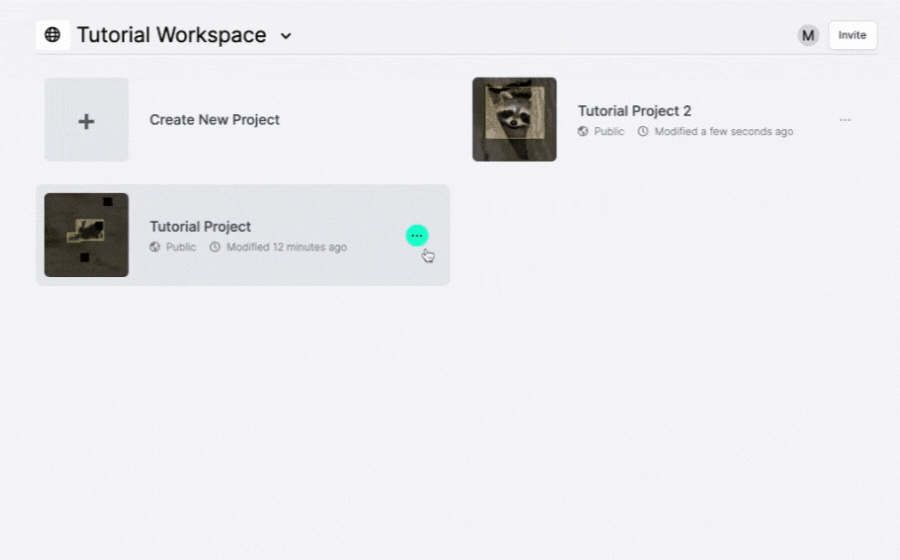 Tutorial Workspace
M
Invite
Create New Project
Tutorial Project 2
Public
Modified a few seconds ago
Tutorial Project
Public
Modified 12 minutes ago